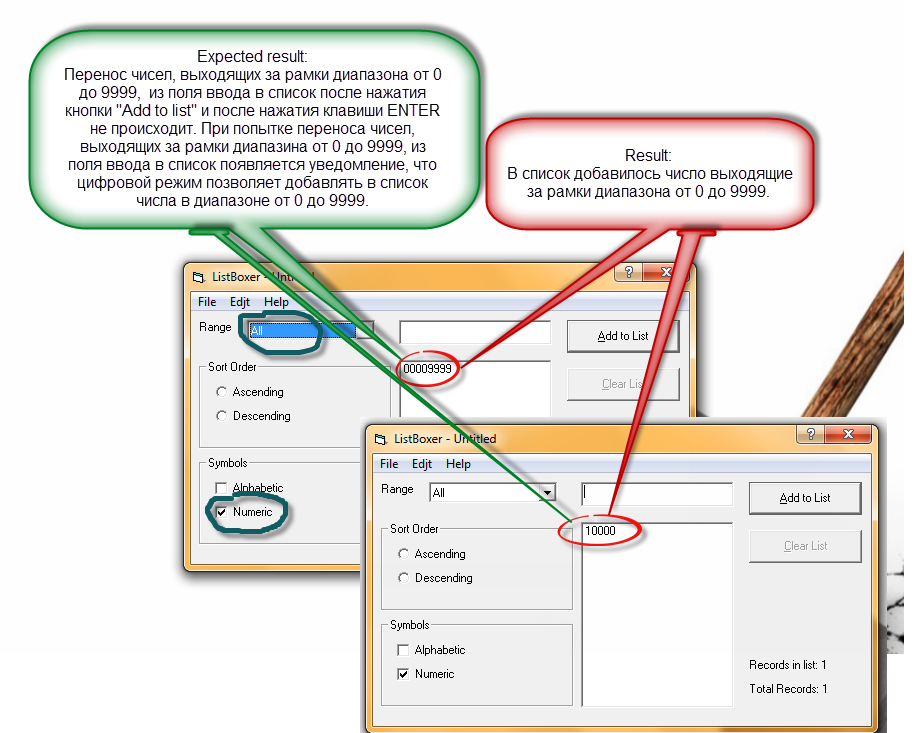 Expected result:
Перенос чисел, выходящих за рамки диапазона от 0
до 9999, из поля ввода в список после нажатия
кнопки "Add to list" и после нажатия клавиши ENTER
не происходит. При попытке переноса чисел,
выходящих за рамки диапазина от 0 до 9999, из
поля ввода в список появляется уведомление, что
цифровой режим позволяет добавлять в список
числа в диапазоне от 0 до 9999.
Result:
В список добавилось число выходящие
за рамки диапазона от 0 до 9999.
ListBoxer - Untitled
File Edjt Help
Range All Add to List
00009999
Sort Order
Clear List
Ascending
Descending
Symbols
Alphabetic
Numeric
ListBoxer - Untitled
File Edjt Help
Range All Add to List
10000
Sort Order
Clear List
Ascending
Descending
Symbols
Alphabetic
Numeric
Records in list: 1
Total Records: 1